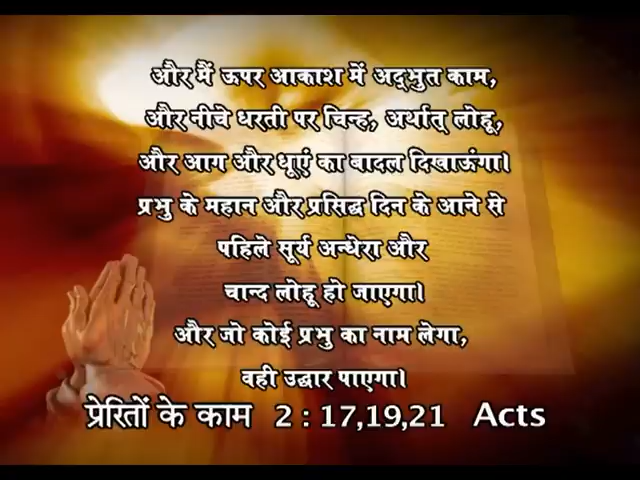 और मैं ऊपर आकाश में अद्भुत काम,
और नीचे धरती पर चिन्ह, अर्थात् लोहू,
और आग और धूएं का बादल दिखाऊंगा।
प्रभु के महान और प्रसिद्ध दिन के आने से
पहिले सूर्य अन्धेरा और
चान्द लोहू हो जाएगा।
और जो कोई प्रभु का नाम लेगा,
वही उद्धार पाएगा।
प्रेरितों के काम 2 : 17,19,21 Acts